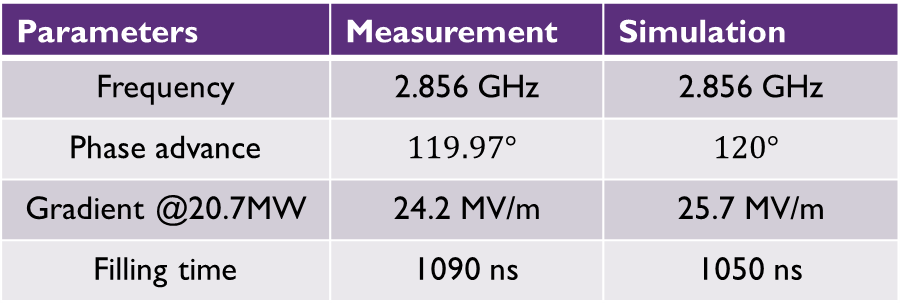 Parameters Measurement Simulation
Frequency 2.856 GHz 2.856 GHz
Phase advance 119.97° 120°
Gradient @20.7MW 24.2 MV/m 25.7 MV/m
Filling time 1090 ns 1050 ns